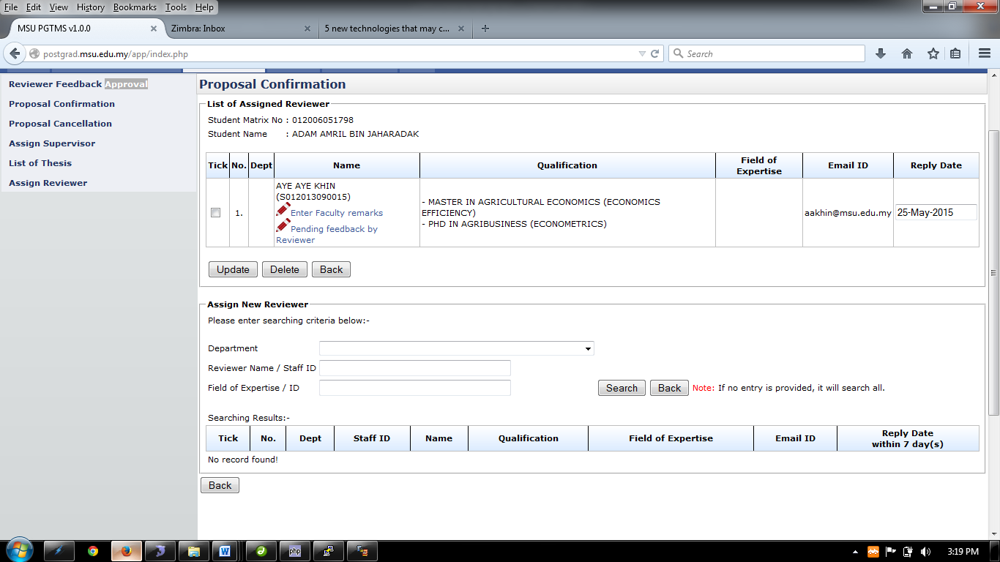 File Edit View History Bookmarks Tools Help
MSU PGTMS v1.0.0
Zimbra: Inbox
5 new technologies that may c...
postgrad.msu.edu.my/app/index.php
Search
Reviewer Feedback Approval
Proposal Confirmation
Proposal Cancellation
Assign Supervisor
List of Thesis
Assign Reviewer
Proposal Confirmation
List of Assigned Reviewer
Student Matrix No : 012006051798
Student Name : ADAM AMRIL BIN JAHARADAK
Tick No. Dept Name Qualification Field of Expertise Email ID Reply Date
1.
AYE AYE KHIN
(S012013090015)
Enter Faculty remarks
Pending feedback by
Reviewer
- MASTER IN AGRICULTURAL ECONOMICS (ECONOMICS
EFFICIENCY)
- PHD IN AGRIBUSINESS (ECONOMETRICS)
aakhin@msu.edu.my
25-May-2015
Update Delete Back
Assign New Reviewer
Please enter searching criteria below:-
Department
Reviewer Name / Staff ID
Field of Expertise / ID
Search Back Note: If no entry is provided, it will search all.
Searching Results:-
Tick No. Dept Staff ID Name Qualification Field of Expertise Email ID Reply Date
within 7 day(s)
No record found!
Back
php
3:19 PM